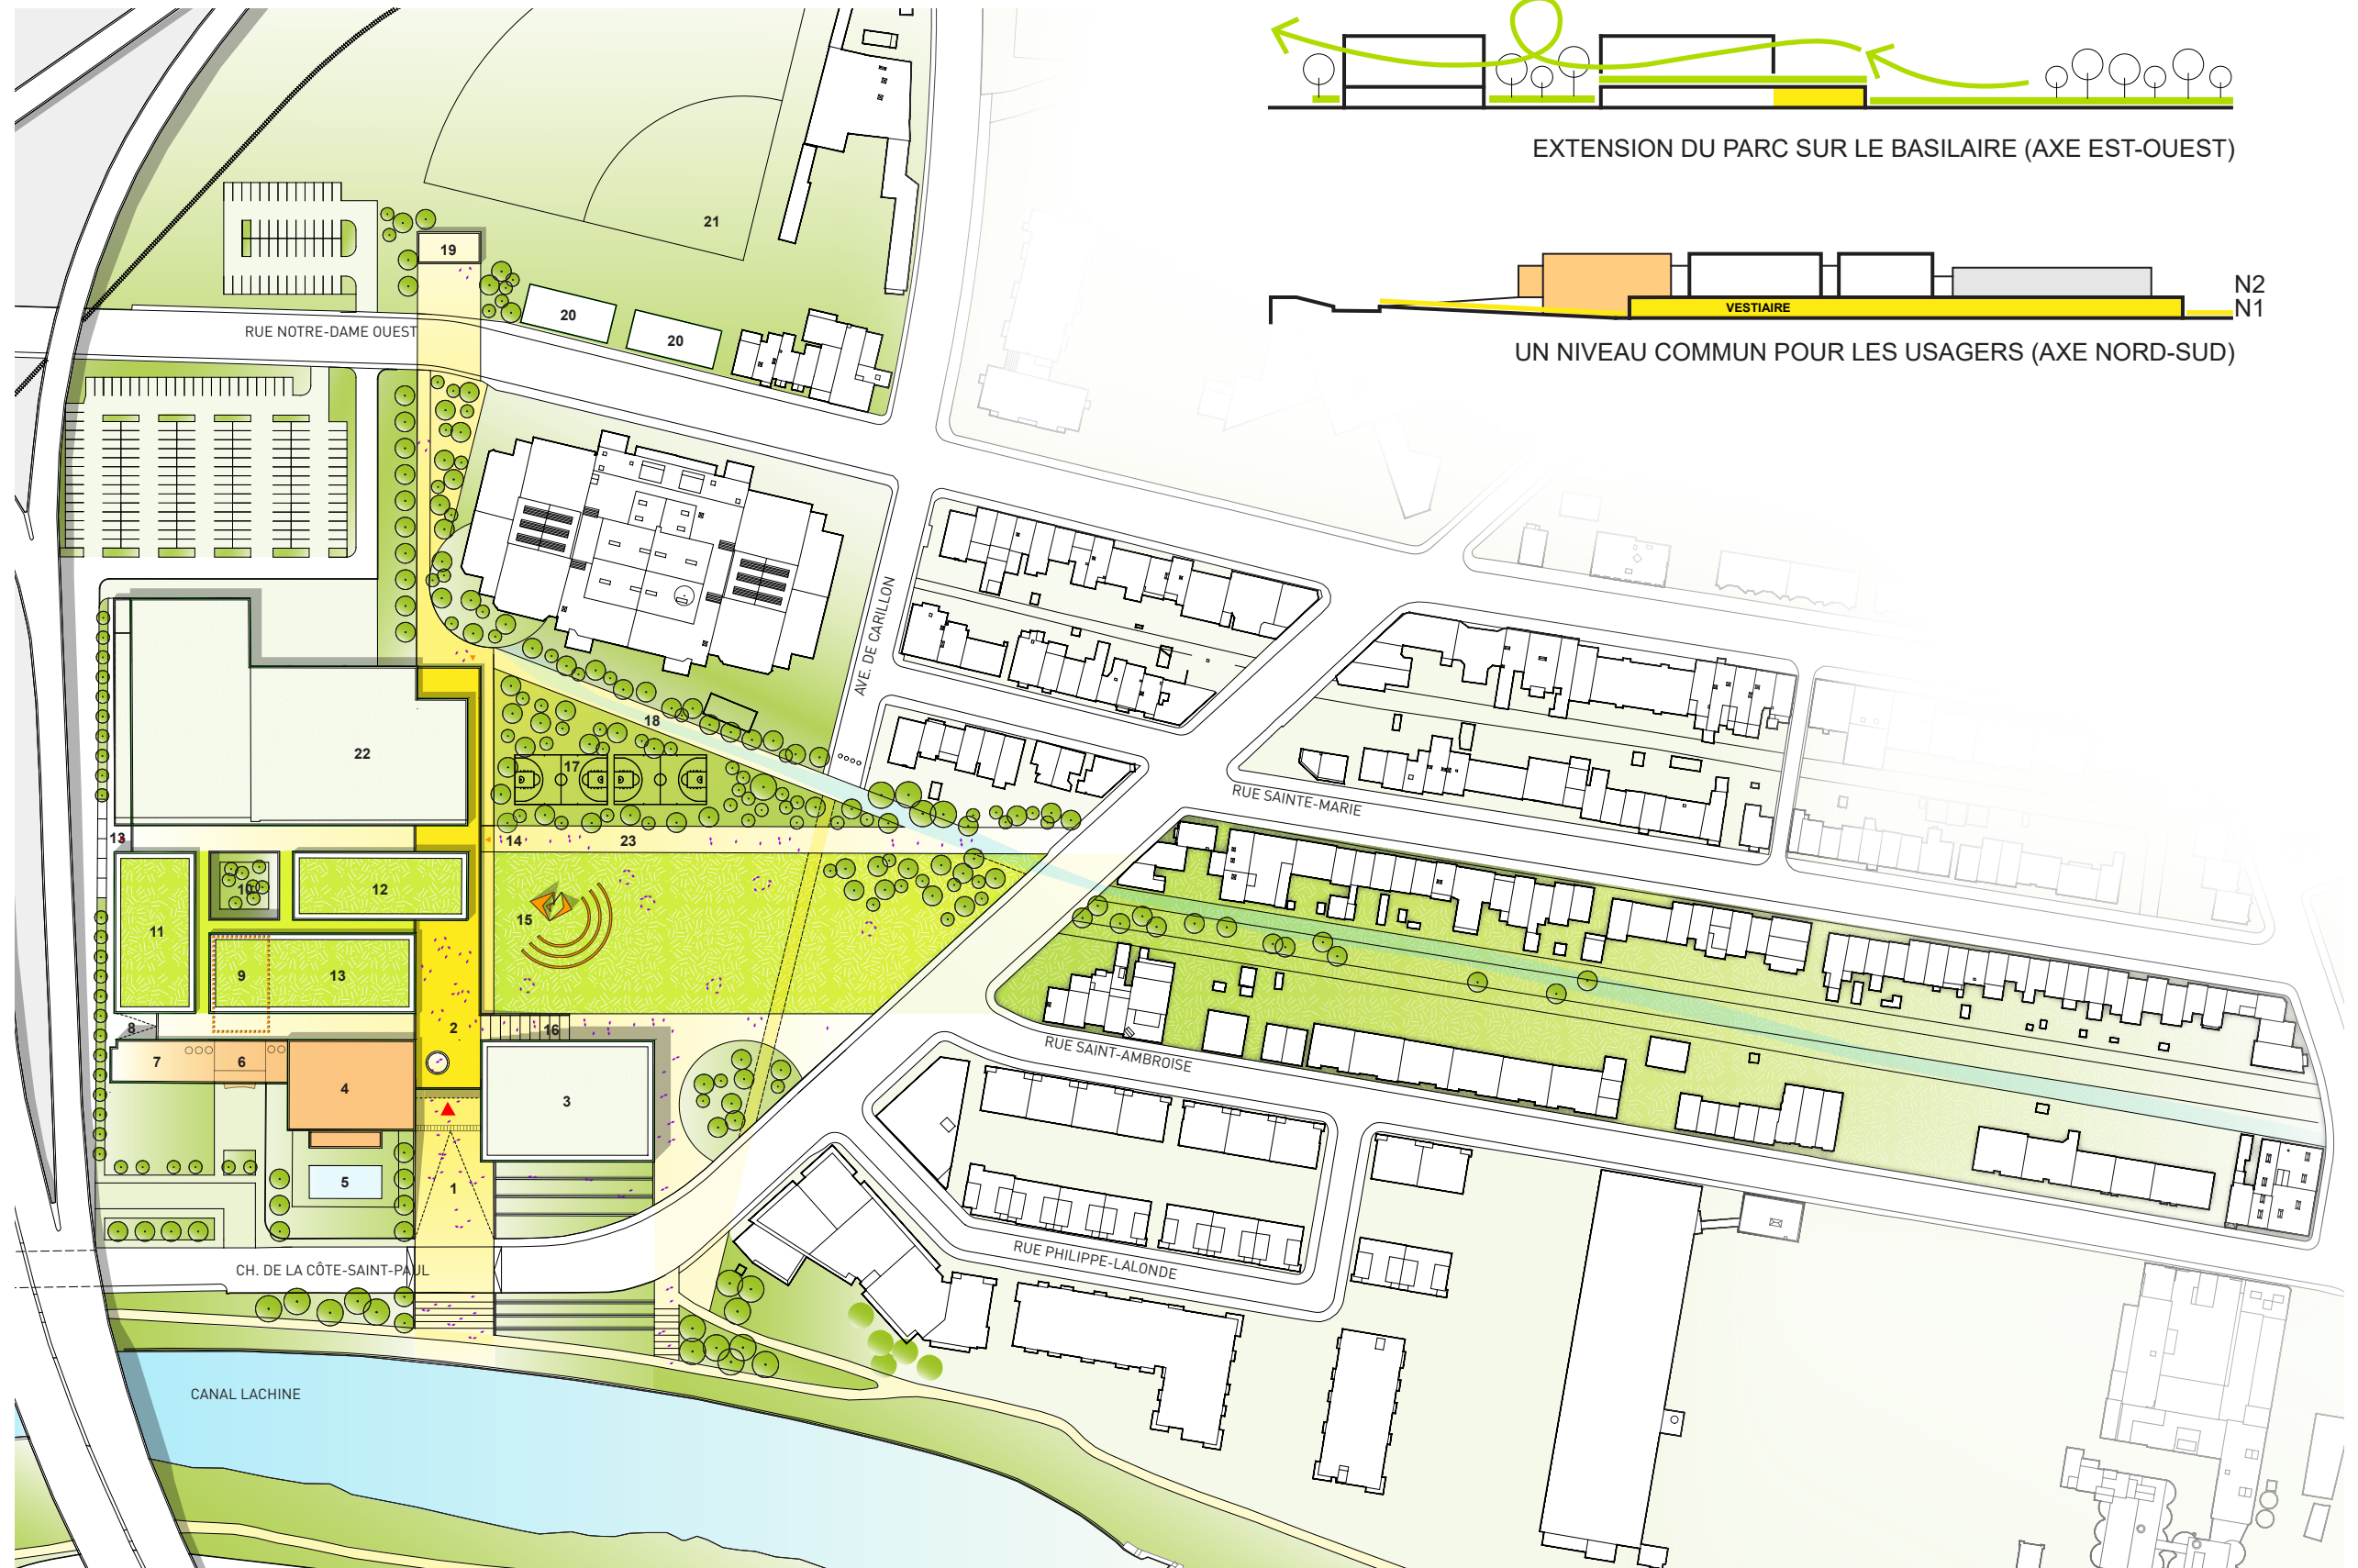 EXTENSION DU PARC SUR LE BASILAIRE (AXE EST-OUEST)
N2
N1
VESTIAIRE
UN NIVEAU COMMUN POUR LES USAGERS (AXE NORD-SUD)
21
19
20
20
RUE NOTRE-DAME OUEST
AVE. DE CARILLON
18
22
17
RUE SAINTE-MARIE
13
14
23
10
12
15
11
9
13
8
2
16
RUE SAINT-AMBROISE
7
6
4
3
5
1
RUE PHILIPPE-LALONDE
CH. DE LA CÔTE-SAINT-PAUL
CANAL LACHINE